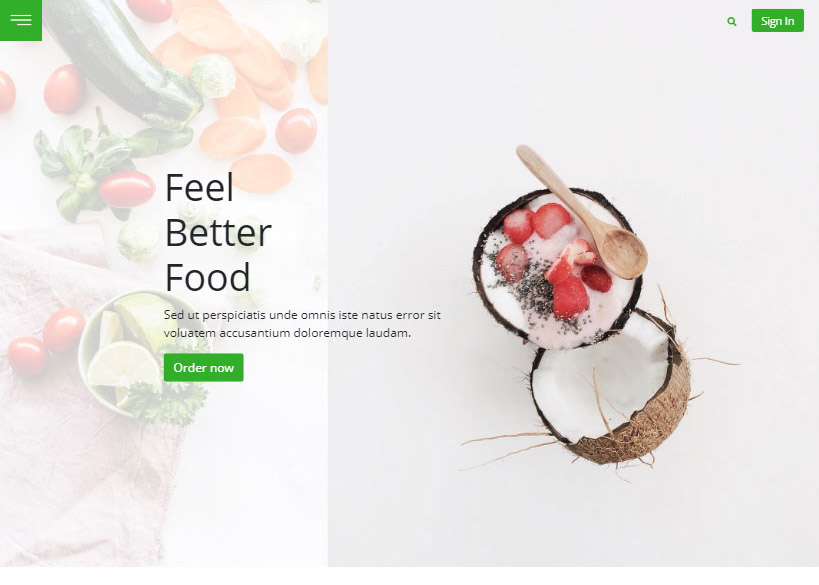 Sign In
Feel
Better
Food
Sed ut perspiciatis unde omnis iste natus error sit
voluatem accusantium doloremque laudam.
Order now